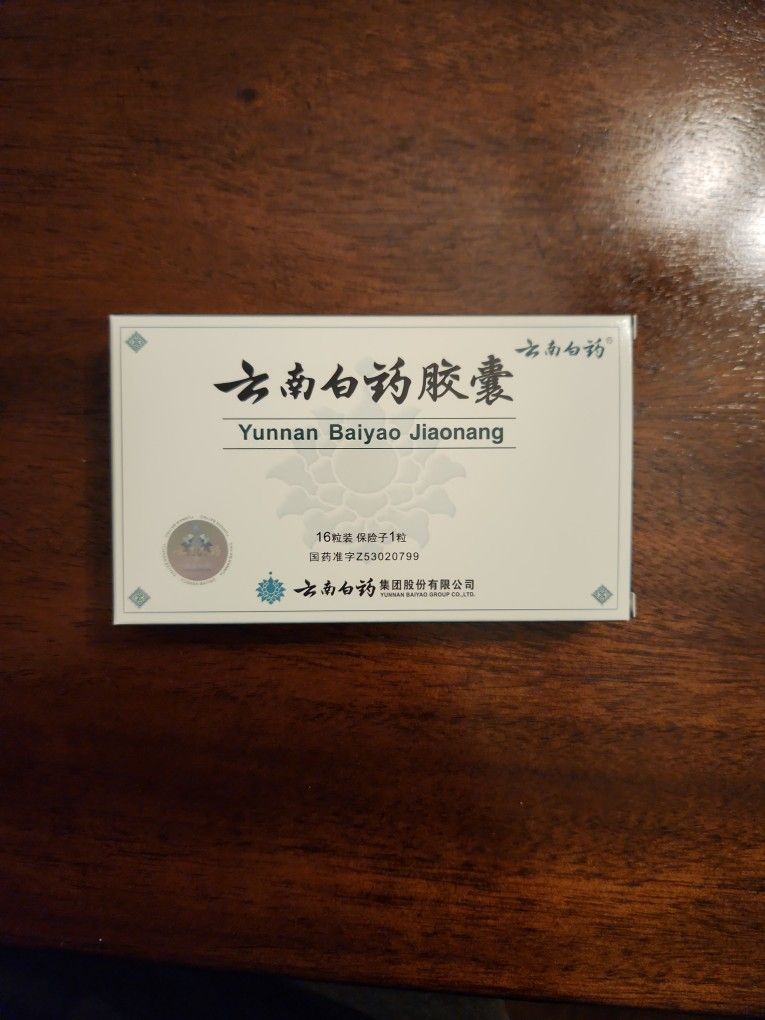 云南白药®
云南白药胶囊
Yunnan Baiyao Jiaonang
16粒装 保险子1粒
国药准字Z53020799
云南白药集团股份有限公司
YUNNAN BAIYAO GROUP CO.,LTD.